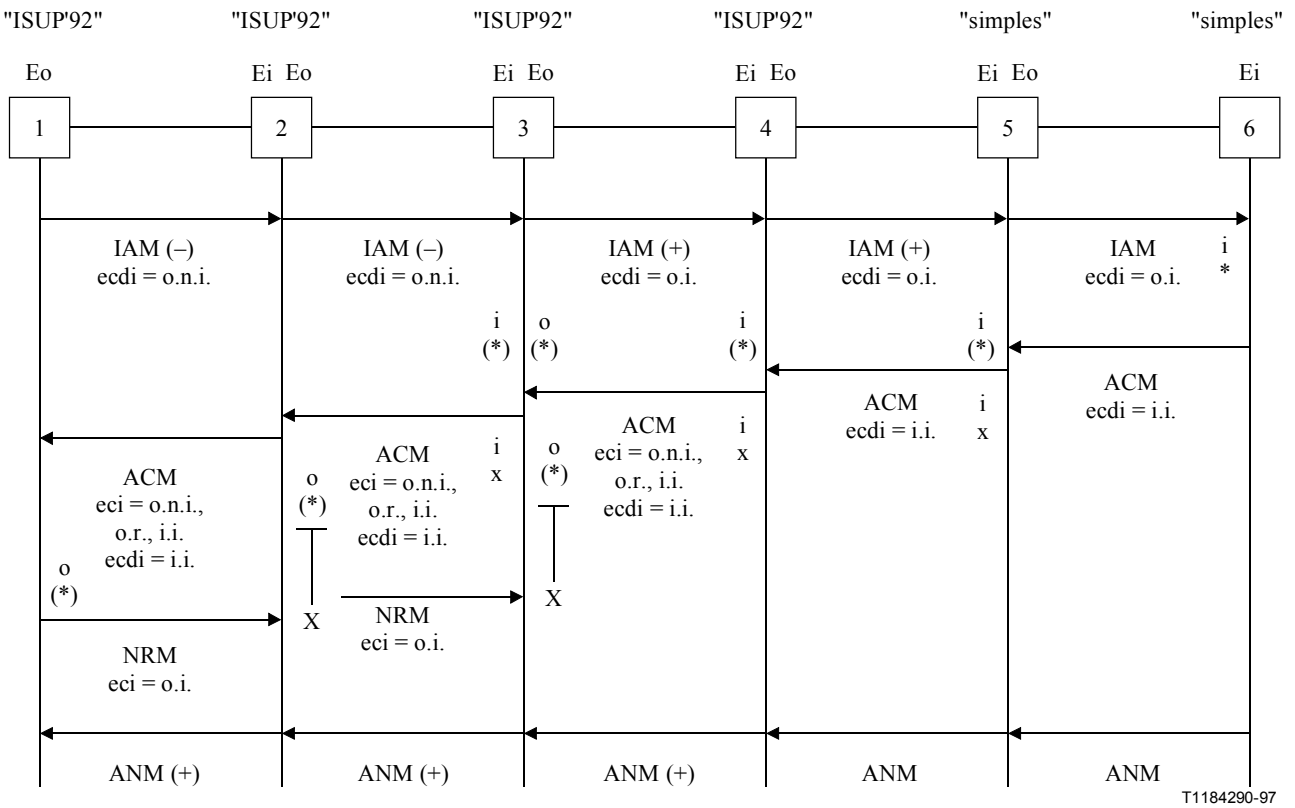 "ISUP'92" "ISUP'92" "ISUP'92" "ISUP'92" "simples" "simples"
Eo Ei Eo Ei Eo Ei Eo Ei Eo Ei
1 2 3 4 5 6
IAM (–) IAM (–) IAM (+) IAM (+) IAM i
ecdi = o.n.i. ecdi = o.n.i. ecdi = o.i. ecdi = o.i. ecdi = o.i. *
i o i i
(*) (*) (*) (*)
ACM
ecdi = i.i.
ACM i
ecdi = i.i. x
ACM i
eci = o.n.i., x
o.r., i.i.
ecdi = i.i.
o
(*)
X
ACM i
eci = o.n.i., x
o.r., i.i.
ecdi = i.i.
o
(*)
X
ACM
eci = o.n.i.,
o.r., i.i.
ecdi = i.i.
o
(*)
NRM
eci = o.i.
NRM
eci = o.i.
ANM (+) ANM (+) ANM (+) ANM ANM
T1184290-97